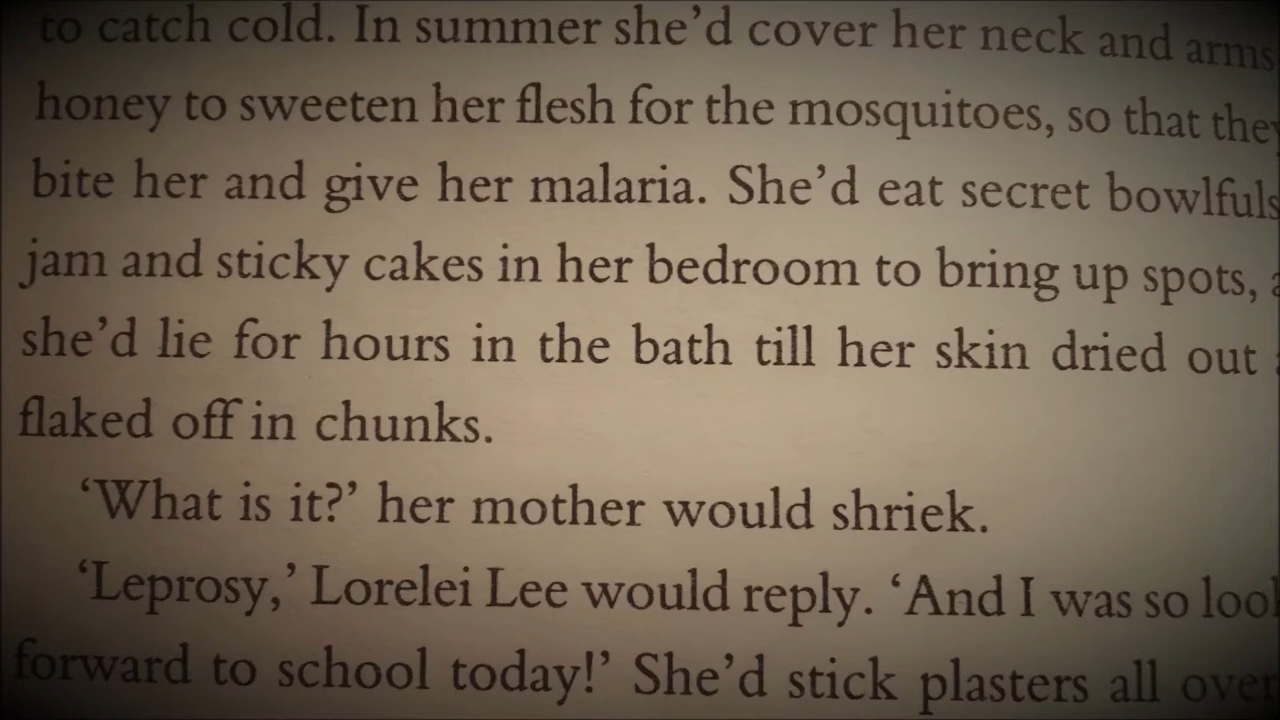 to catch cold. In summer she’d cover her neck and arms
honey to sweeten her flesh for the mosquitoes, so that they
bite her and give her malaria. She’d eat secret bowlfuls
jam and sticky cakes in her bedroom to bring up spots,
she’d lie for hours in the bath till her skin dried out
flaked off in chunks.
‘What is it?’ her mother would shriek.
‘Leprosy,’ Lorelei Lee would reply. ‘And I was so
forward to school today!’ She’d stick plasters all over